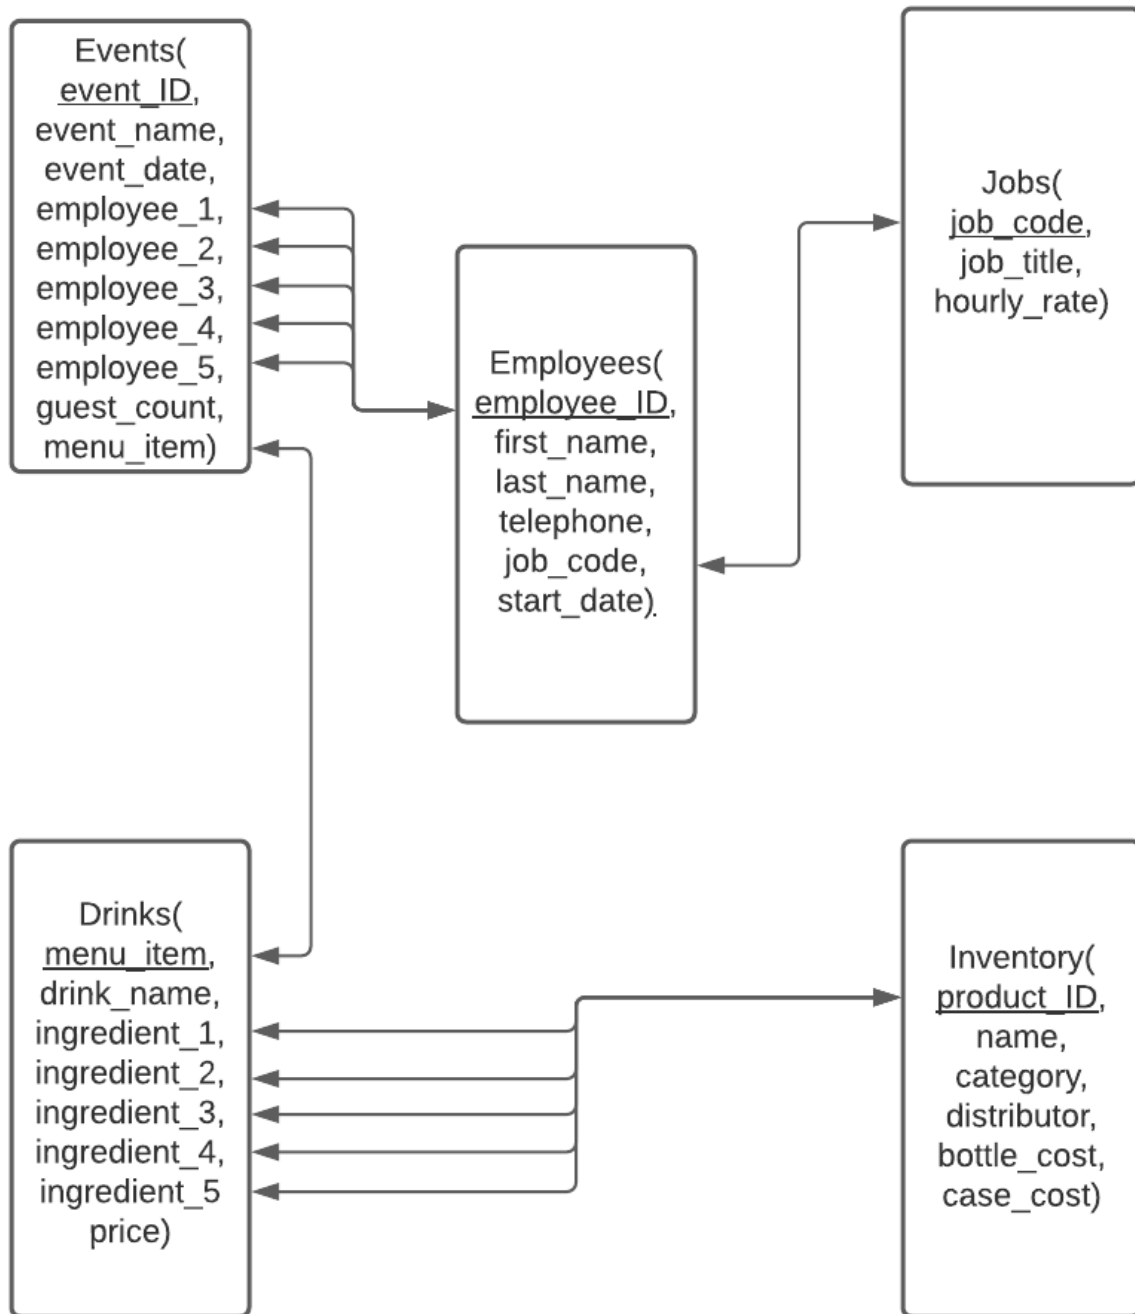 Events(
event_ID,
event_name,
event_date,
employee_1,
employee_2,
employee_3,
employee_4,
employee_5,
guest_count,
menu_item)
Jobs(
job_code,
job_title,
hourly_rate)
Employees(
employee_ID,
first_name,
last_name,
telephone,
job_code,
start_date).
Drinks(
menu_item,
drink_name,
ingredient_1,
ingredient_2,
ingredient_3,
ingredient_4,
ingredient_5
price)
Inventory(
product_ID,
name,
category,
distributor,
bottle_cost,
case_cost)